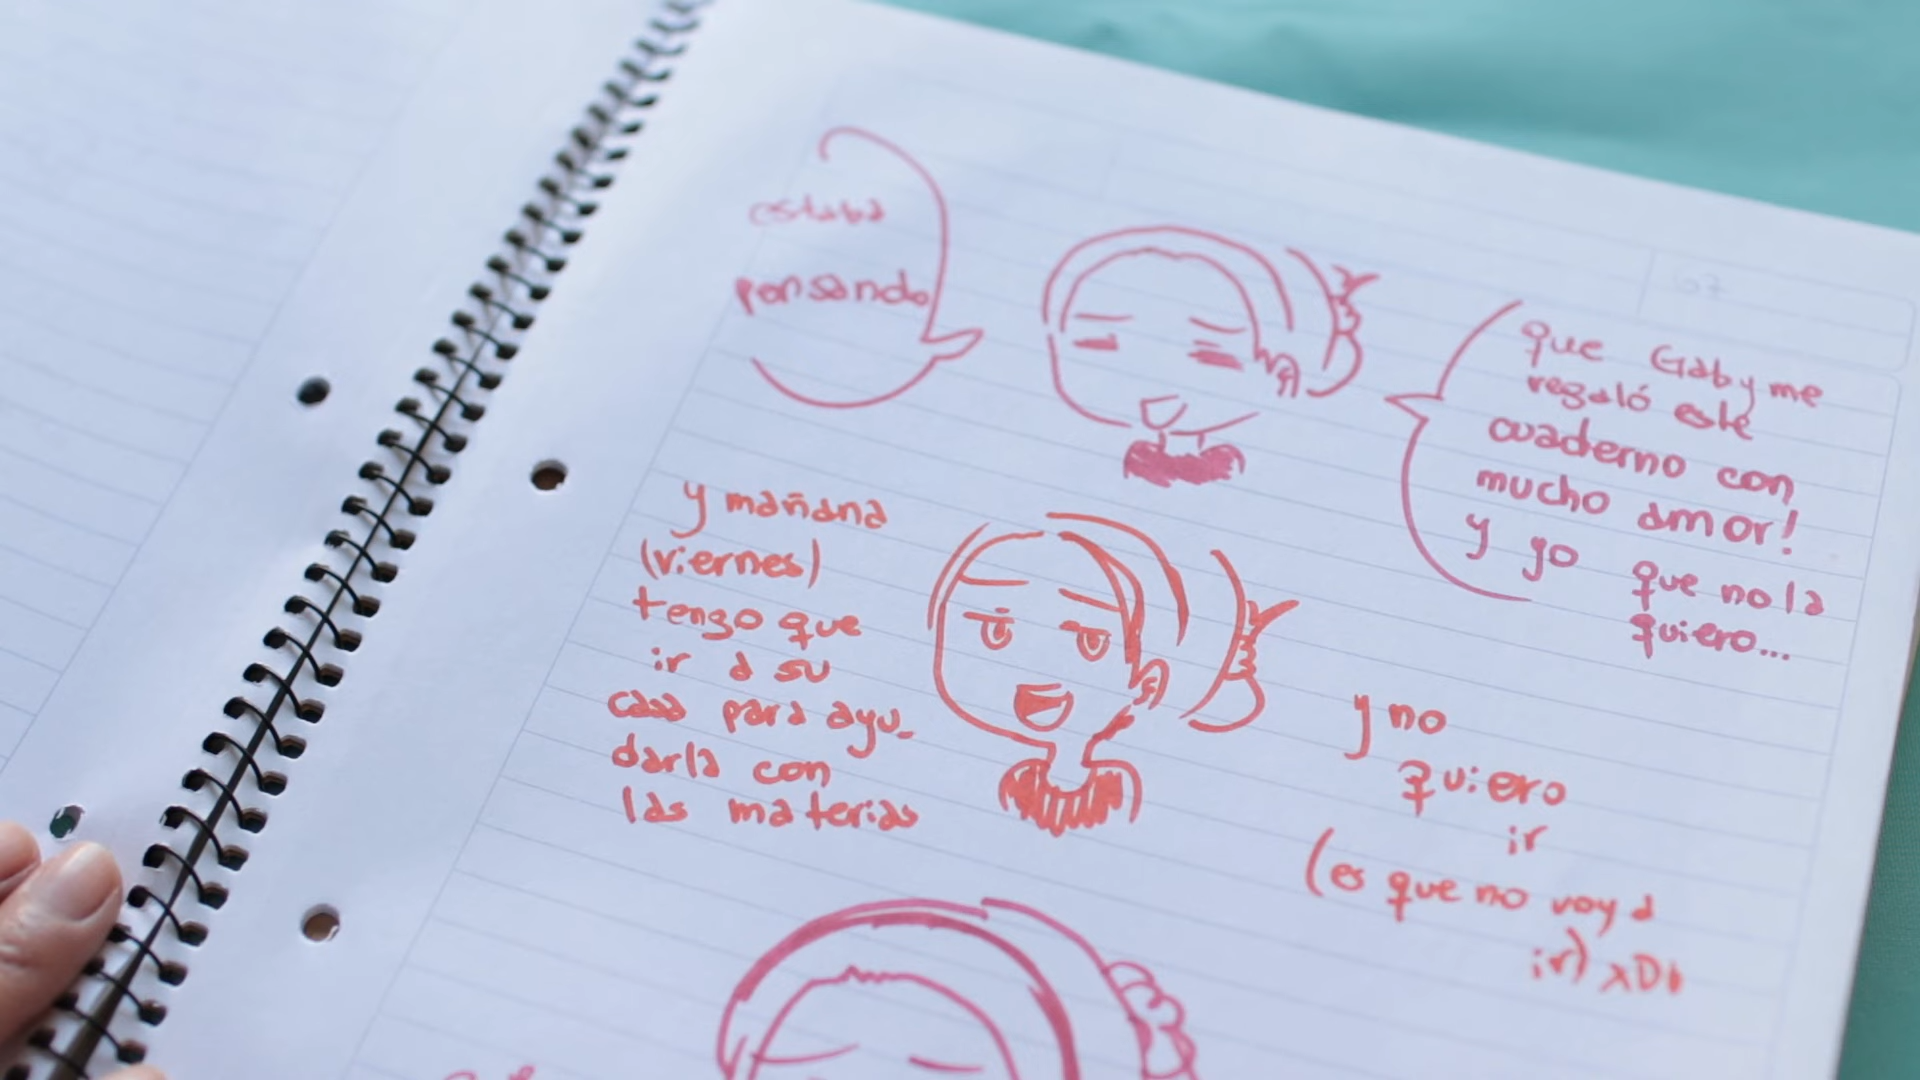 estaba
pensando
que Gaby me
regaló este
cuaderno con
mucho amor!
y yo que no la
quiero...
y mañana
(viernes)
tengo que
ir a su
casa para ayu-
darla con
las materias
y no
quiero
ir
(es que no voy a
ir) xD